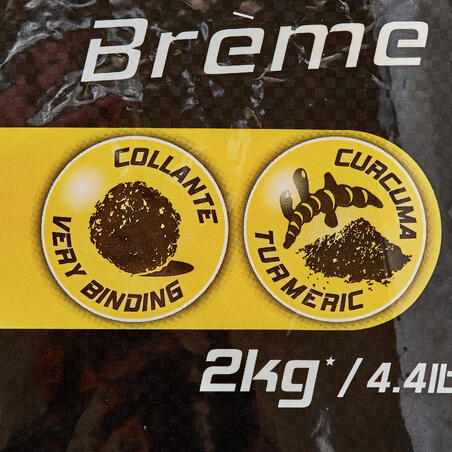 Brème
COLLANTE
VERY BINDING
CURCUMA
TURMERIC
2kg* / 4.4lb